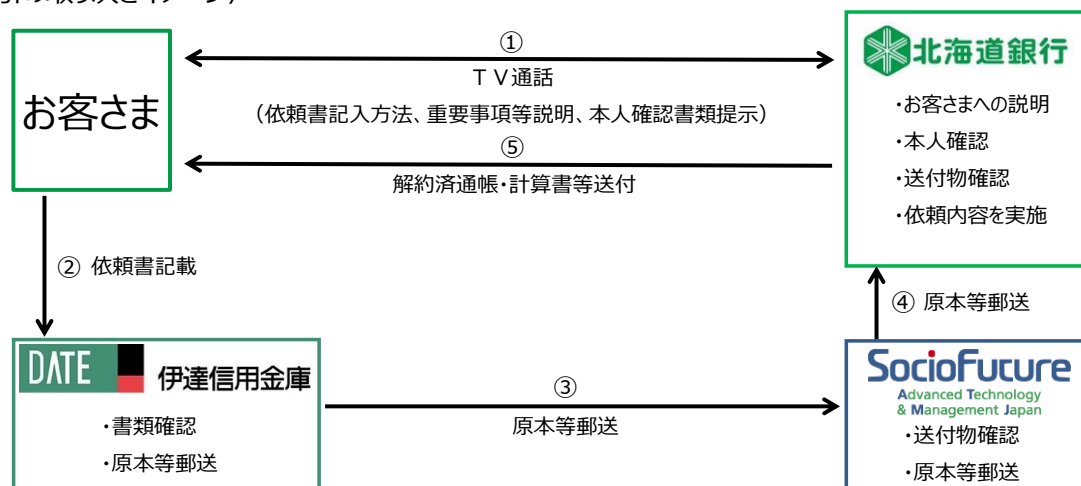 ①
ＴＶ通話
（依頼書記入方法、重要事項等説明、本人確認書類提示）
⑤
解約済通帳・計算書等送付
お客さま
北海道銀行
・お客さまへの説明
・本人確認
・送付物確認
・依頼内容を実施
② 依頼書記載
④ 原本等郵送
DATE 伊達信用金庫
・書類確認
・原本等郵送
③
原本等郵送
SocioFuture
Advanced Technology
& Management Japan
・送付物確認
・原本等郵送